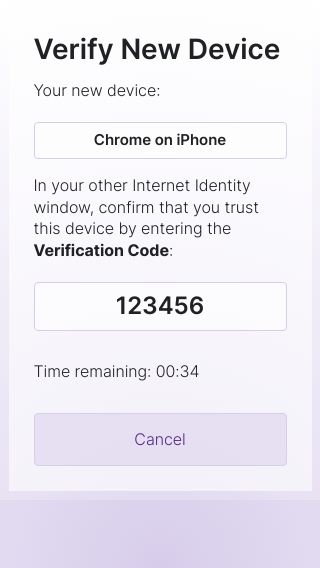 Verify New Device
Your new device:
Chrome on iPhone
In your other Internet Identity
window, confirm that you trust
this device by entering the
Verification Code:
123456
Time remaining: 00:34
Cancel